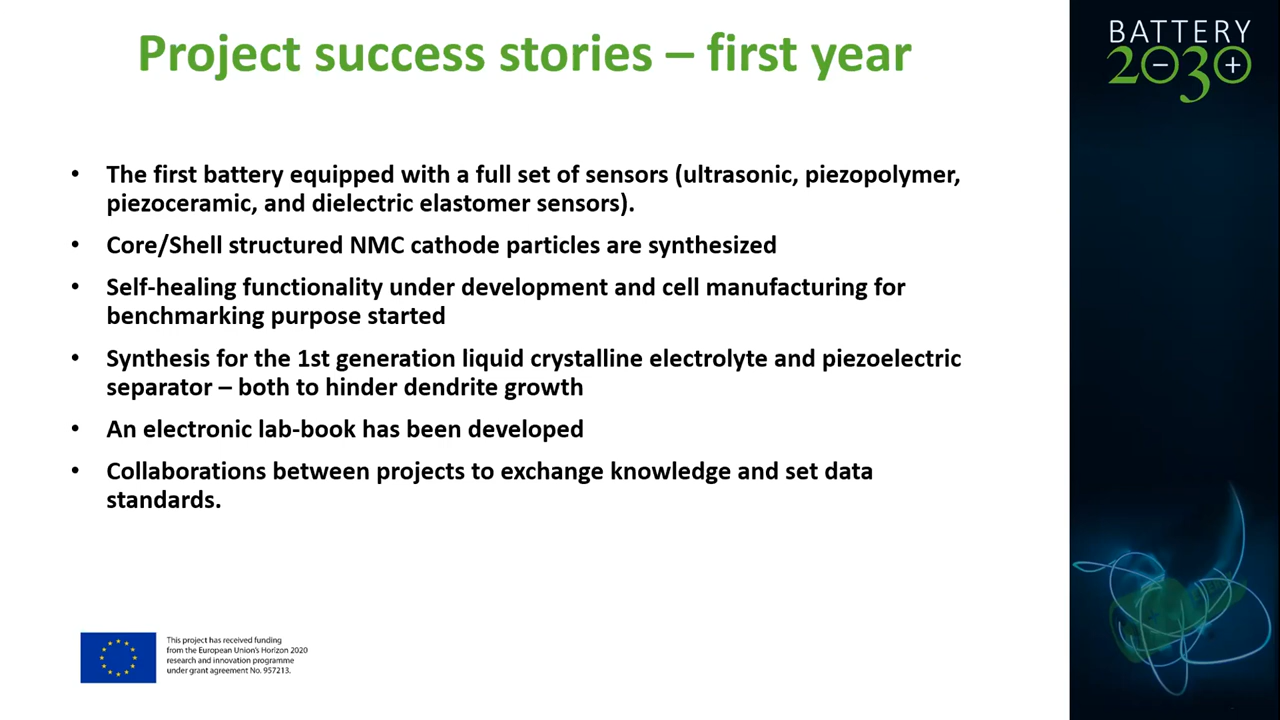 Project success stories – first year
BATTERY
2030
• The first battery equipped with a full set of sensors (ultrasonic, piezopolymer,
piezoceramic, and dielectric elastomer sensors).
• Core/Shell structured NMC cathode particles are synthesized
• Self-healing functionality under development and cell manufacturing for
benchmarking purpose started
• Synthesis for the 1st generation liquid crystalline electrolyte and piezoelectric
separator – both to hinder dendrite growth
• An electronic lab-book has been developed
• Collaborations between projects to exchange knowledge and set data
standards.
This project has received funding
from the European Union's Horizon 2020
research and innovation programme
under grant agreement No. 957213.